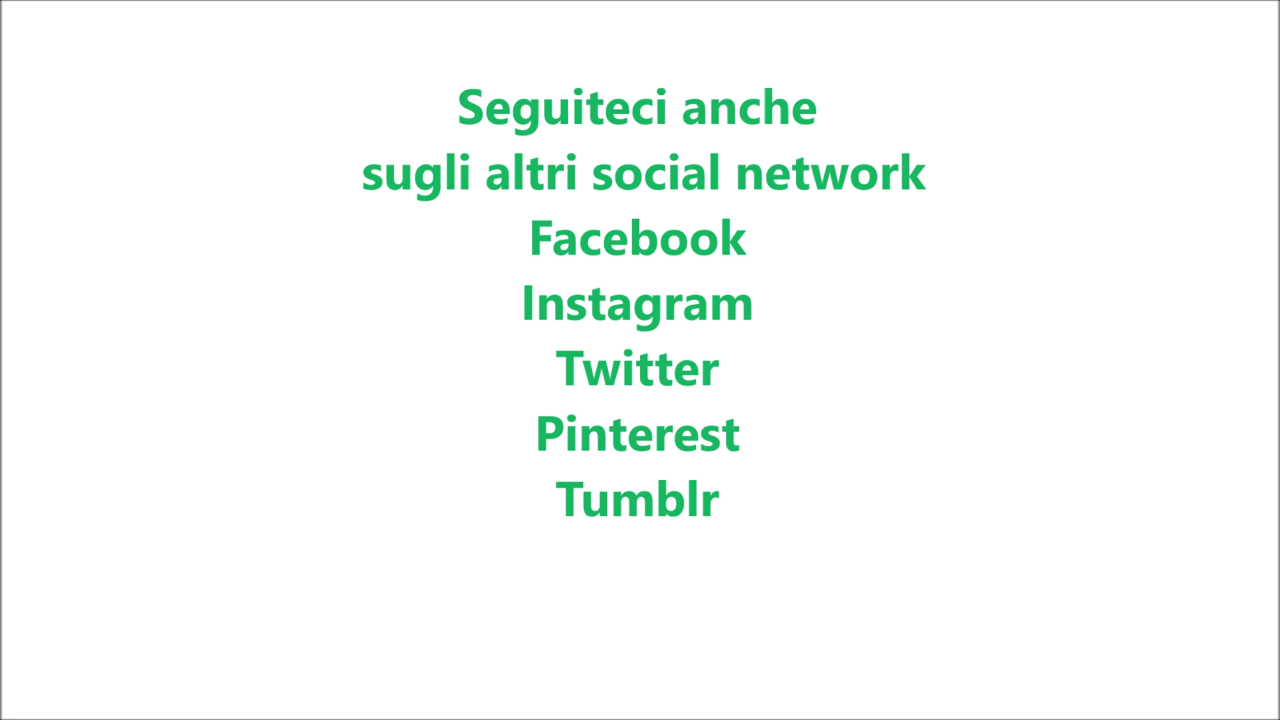 Seguiteci anche
sugli altri social network
Facebook
Instagram
Twitter
Pinterest
Tumblr